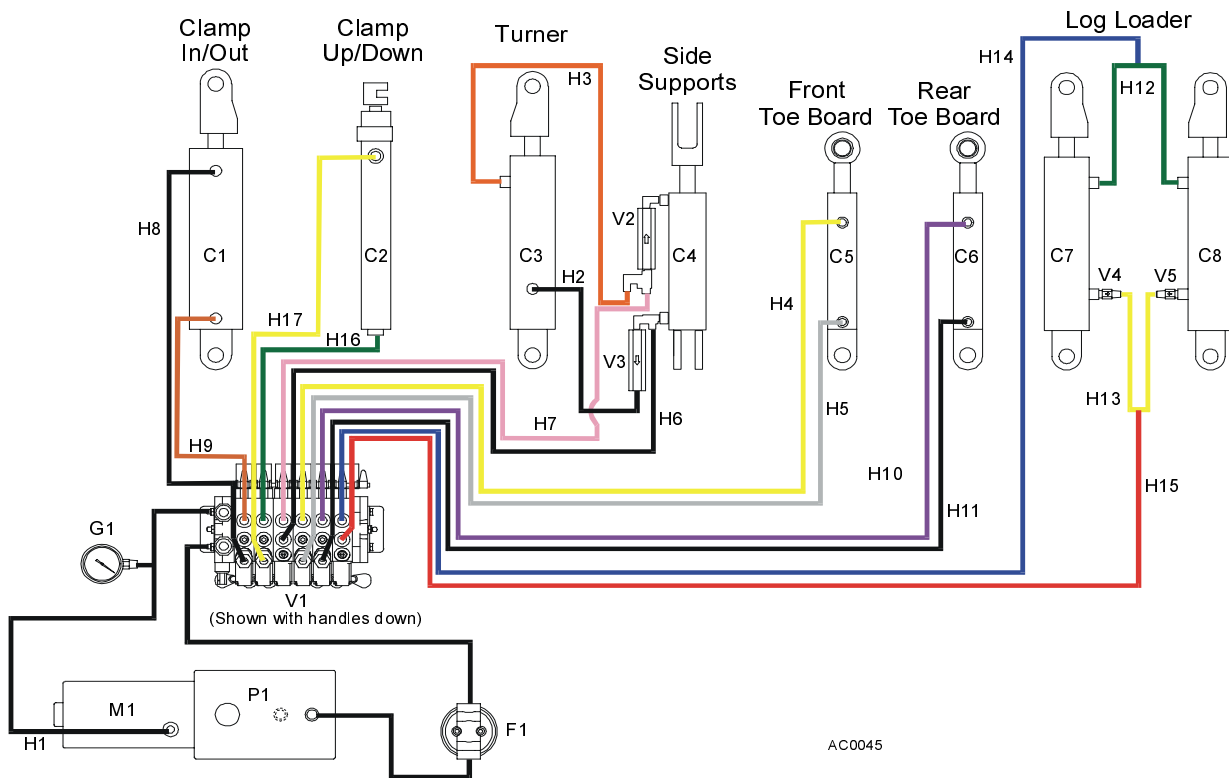 Clamp
In/Out
Clamp
Up/Down
Turner
Side
Supports
Front
Toe Board
Rear
Toe Board
Log Loader
H14
H3
H12
H8
V2
C1
C2
C3
C4
C5
C6
C7
C8
H2
V4
V5
H4
H17
H16
V3
H13
H7
H6
H5
H9
H10
H15
H11
G1
V1
(Shown with handles down)
P1
M1
F1
H1
AC0045